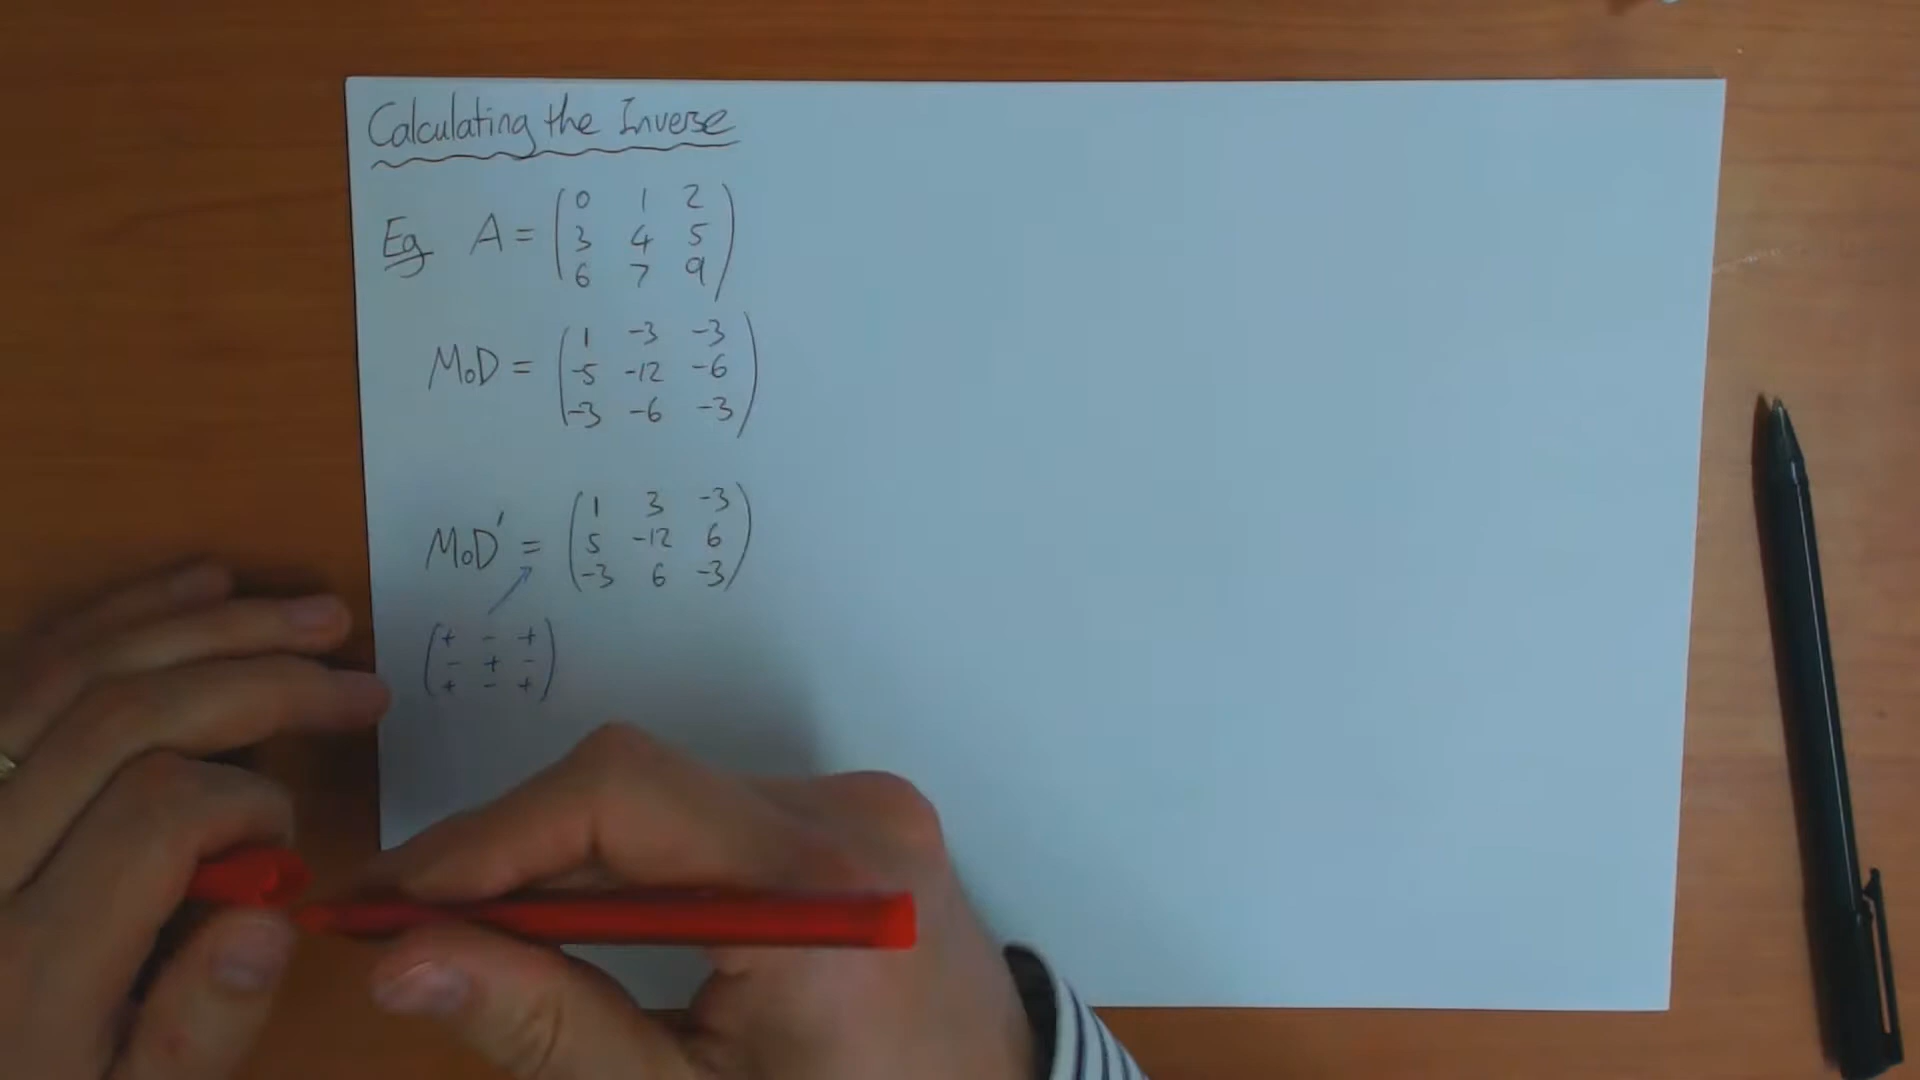 Calculating the Inverse
Eg A = (0 1 2
3 4 5
6 7 9)
MoD = (1 -3 -3
-5 -12 -6
-3 -6 -3)
MoD' = (1 3 -3
5 -12 6
-3 6 -3)
(+ - +
- + -
+ - +)